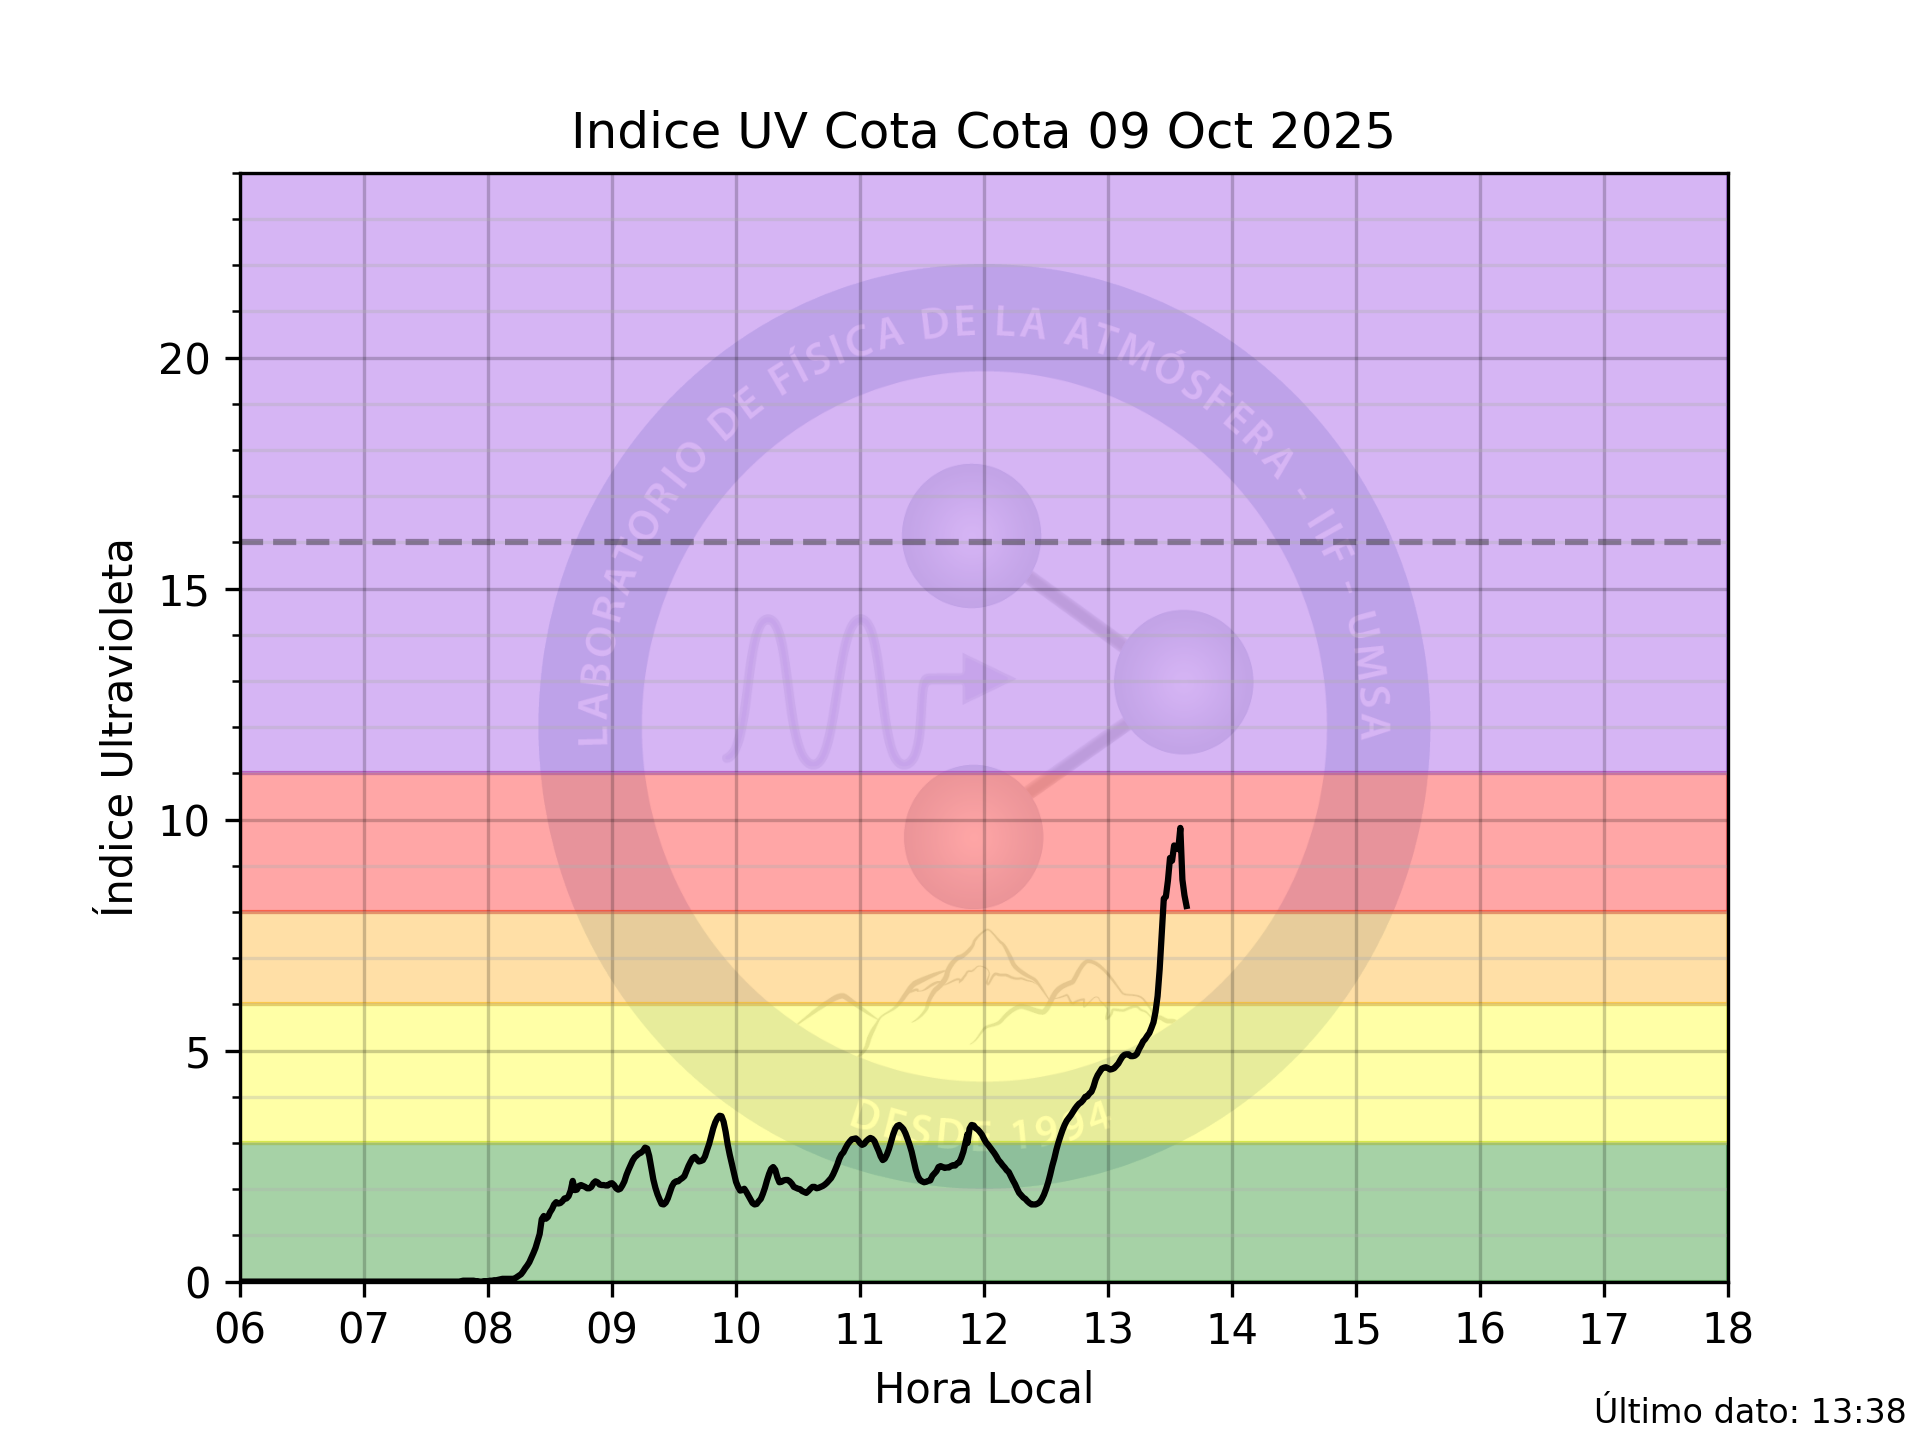 Indice UV Cota Cota 09 Oct 2025
Índice Ultravioleta
20
15
10
5
0
LABORATORIO DE FÍSICA DE LA ATMÓSFERA - IIF - UMSA
DESDE 1994
06 07 08 09 10 11 12 13 14 15 16 17 18
Hora Local
Último dato: 13:38